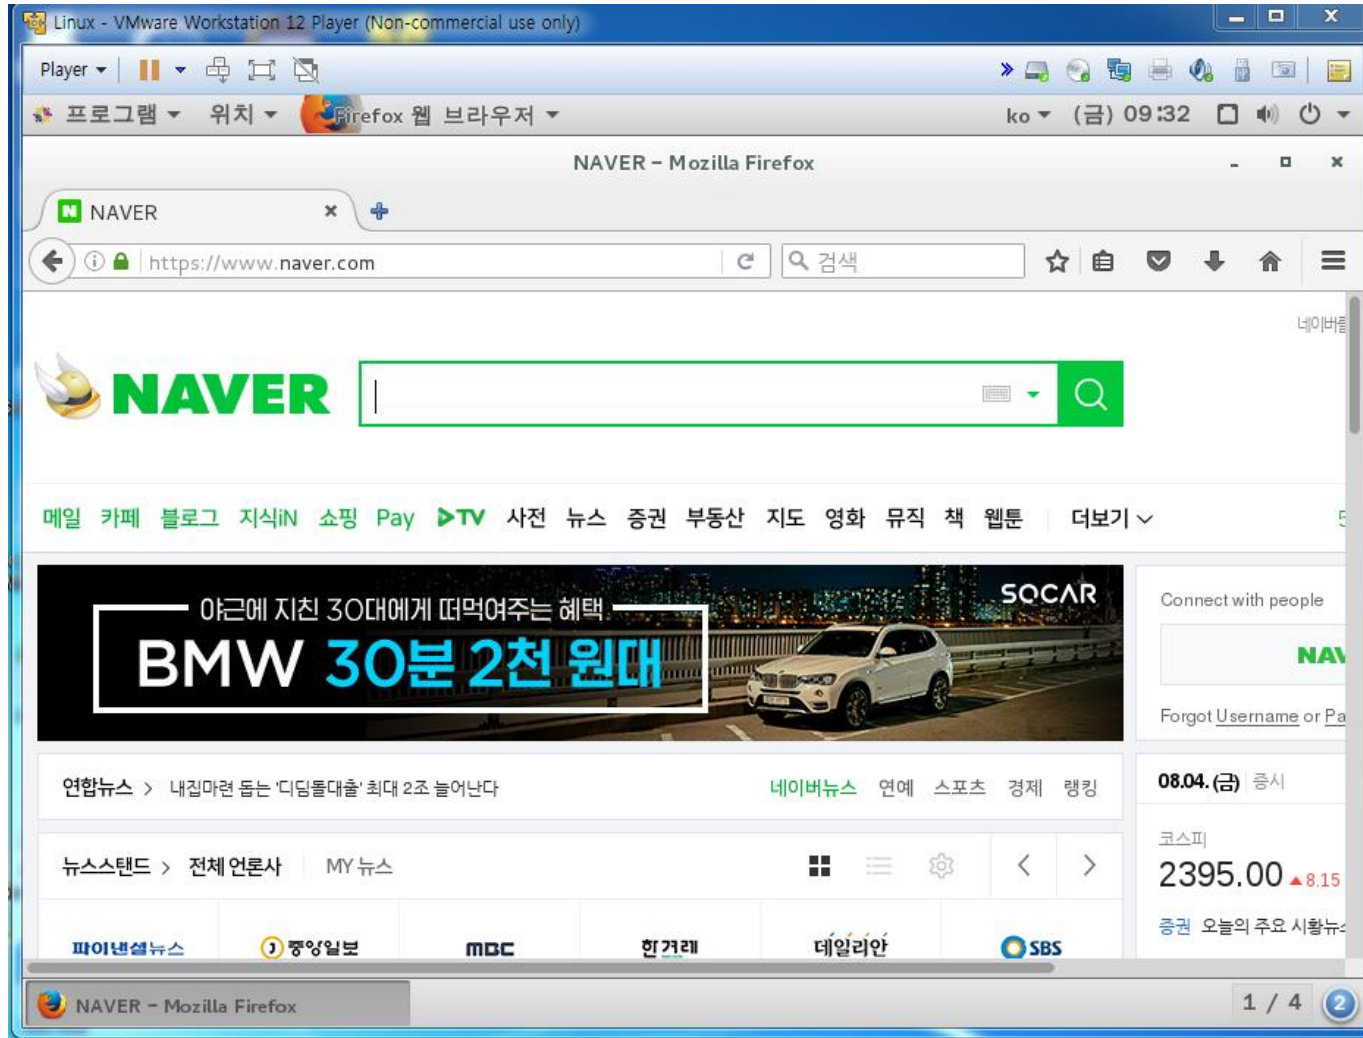 Linux - VMware Workstation 12 Player (Non-commercial use only)
Player
프로그램 위치 Firefox 웹 브라우저 ko (금) 09:32
NAVER - Mozilla Firefox
NAVER
https://www.naver.com 검색
네이버를
NAVER
메일 카페 블로그 지식iN 쇼핑 Pay TV 사전 뉴스 증권 부동산 지도 영화 뮤직 책 웹툰 더보기
야근에 지친 30대에게 떠먹여주는 혜택
SOCAR
BMW 30분 2천 원대
Connect with people
NAV
Forgot Username or Pa
연합뉴스 > 내집마련 돕는 '디딤돌대출' 최대 2조 늘어난다 네이버뉴스 연예 스포츠 경제 랭킹
08.04. (금) 증시
뉴스스탠드 > 전체 언론사 MY 뉴스
코스피
2395.00 ▲8.15
증권 오늘의 주요 시황뉴스
파이낸셜뉴스 중앙일보 MBC 한겨레 데일리안 SBS
NAVER - Mozilla Firefox 1 / 4 2